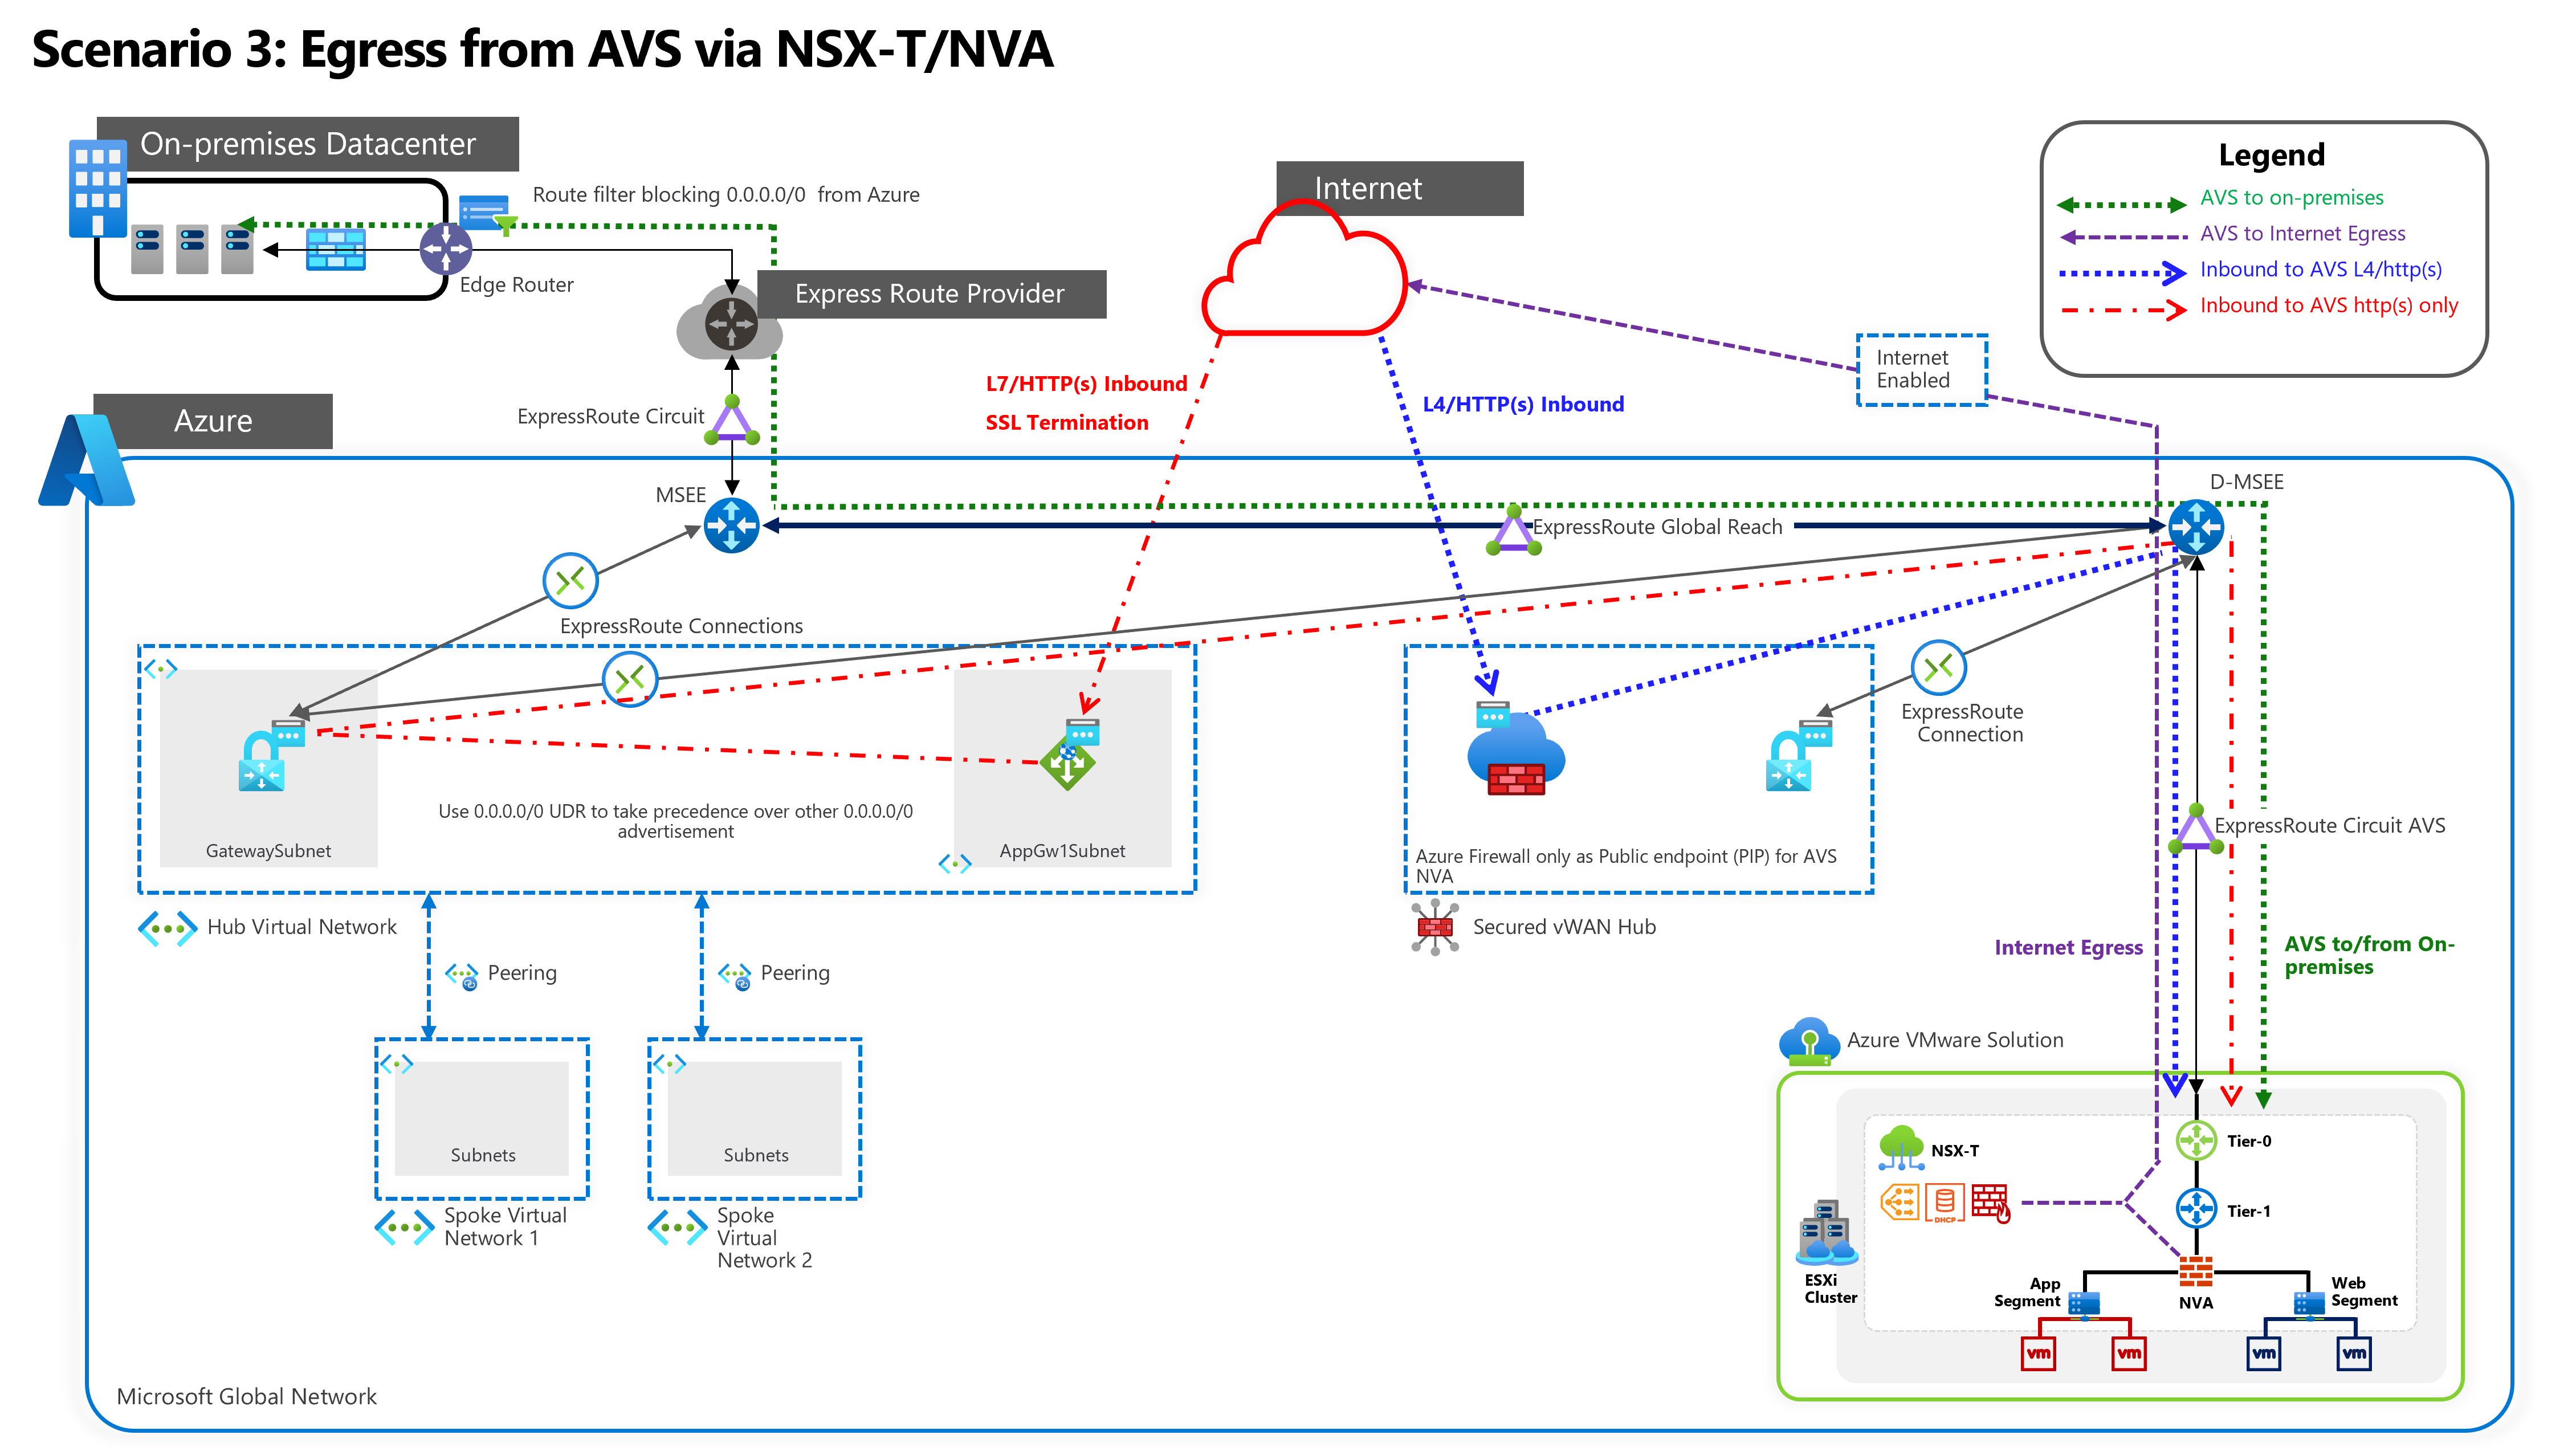 Scenario 3: Egress from AVS via NSX-T/NVA
On-premises Datacenter
Route filter blocking 0.0.0.0/0 from Azure
Edge Router
Express Route Provider
ExpressRoute Circuit
Internet
Legend
AVS to on-premises
AVS to Internet Egress
Inbound to AVS L4/http(s)
Inbound to AVS http(s) only
Internet
Enabled
L7/HTTP(s) Inbound
SSL Termination
L4/HTTP(s) Inbound
Azure
MSEE
D-MSEE
ExpressRoute Global Reach
ExpressRoute Connections
GatewaySubnet
Use 0.0.0.0/0 UDR to take precedence over other 0.0.0.0/0
advertisement
AppGw1Subnet
Hub Virtual Network
Azure Firewall only as Public endpoint (PIP) for AVS
NVA
Secured vWAN Hub
ExpressRoute
Connection
ExpressRoute Circuit AVS
Internet Egress
AVS to/from On-
premises
Peering
Peering
Subnets
Spoke Virtual
Network 1
Subnets
Spoke
Virtual
Network 2
Azure VMware Solution
NSX-T
DHCP
Tier-0
Tier-1
NVA
ESXi
Cluster
App
Segment
Web
Segment
vm
vm
vm
vm
Microsoft Global Network